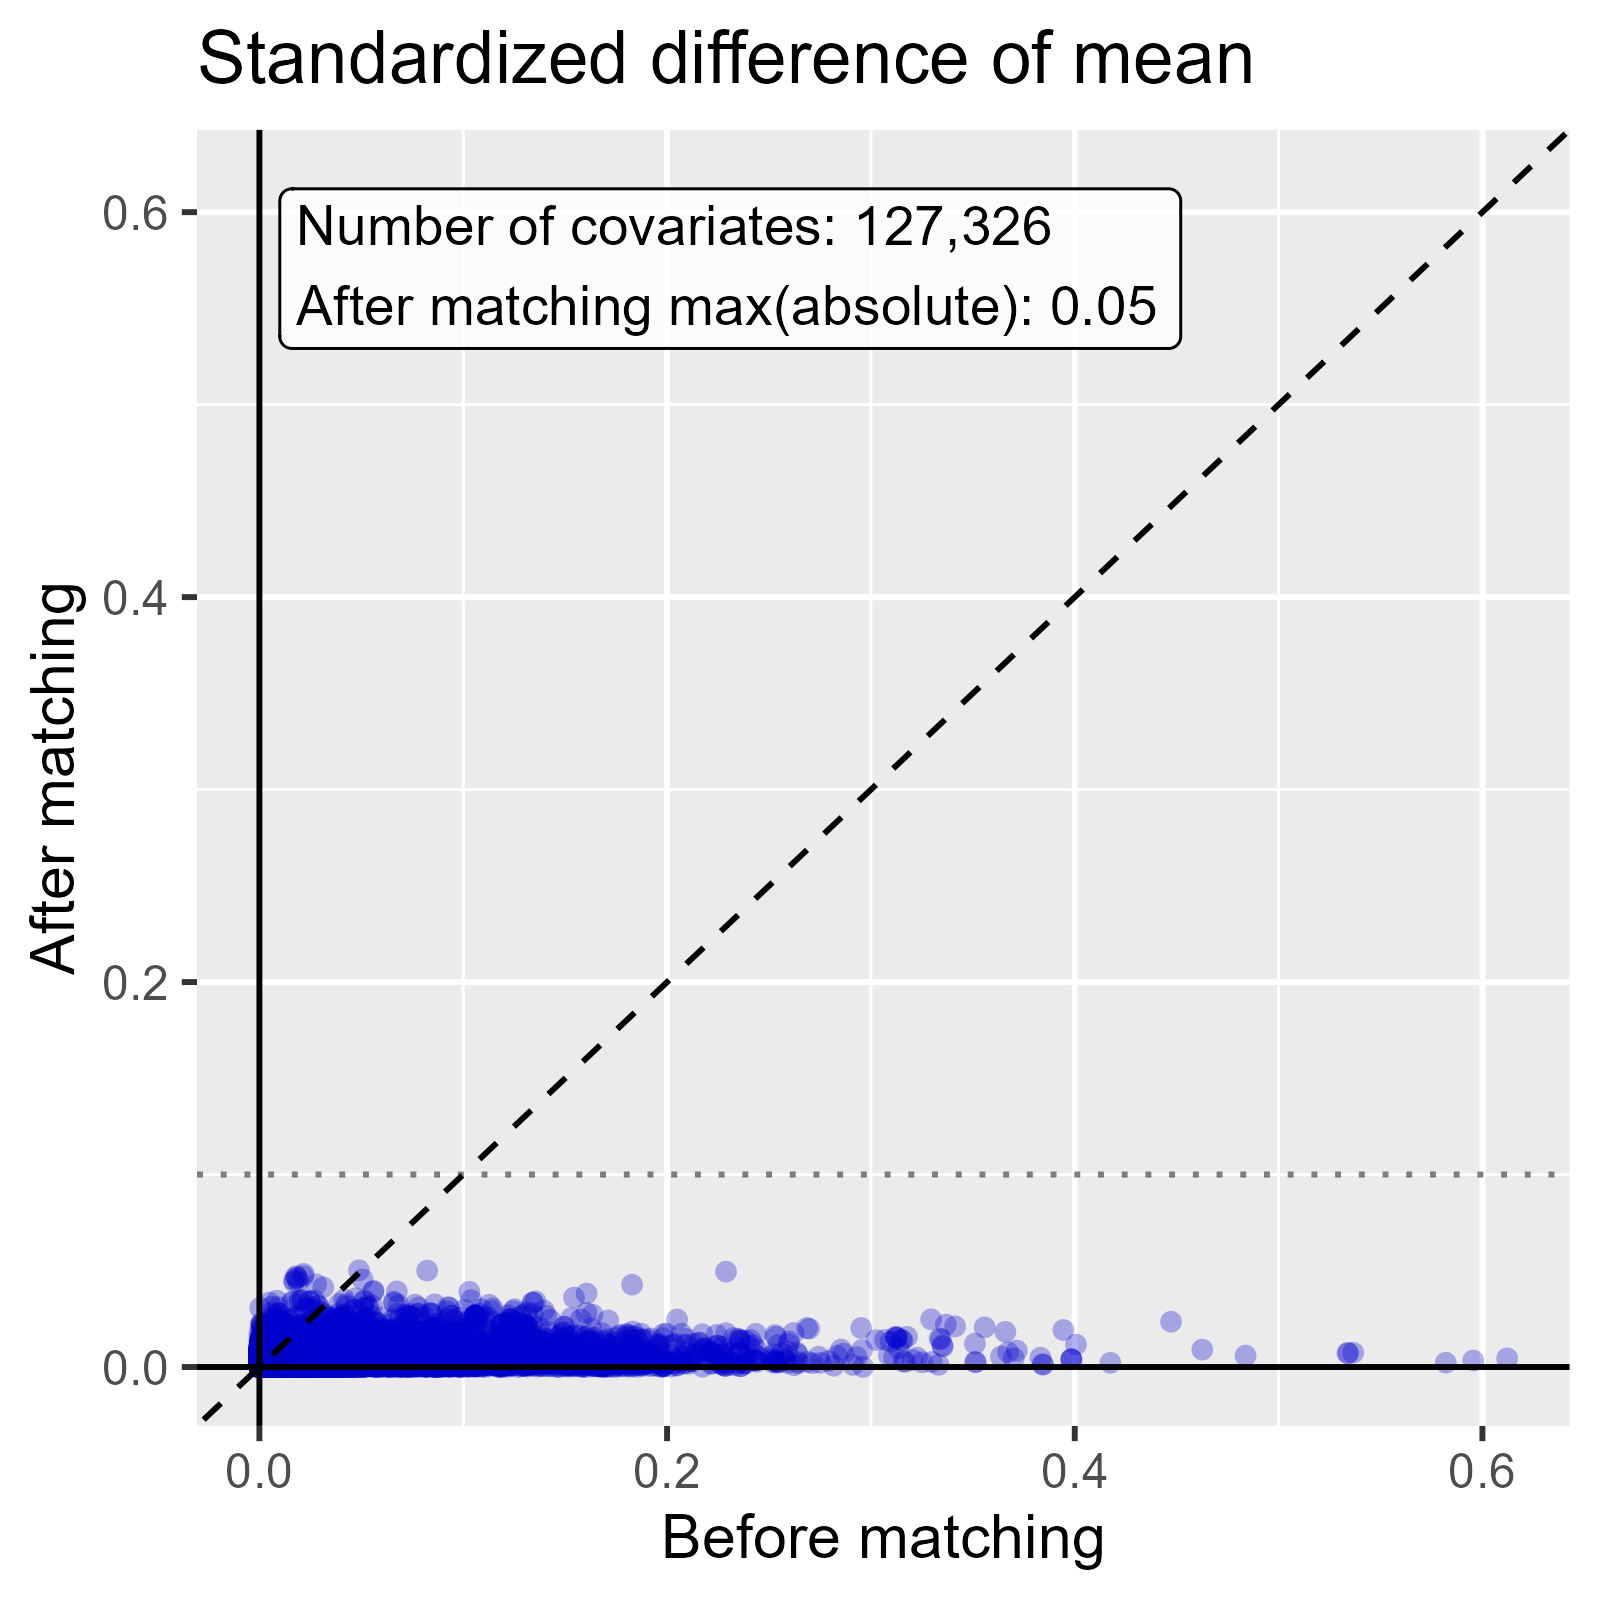 Standardized difference of mean
Number of covariates: 127,326
After matching max(absolute): 0.05
After matching
0.6
0.4
0.2
0.0
0.0 0.2 0.4 0.6
Before matching